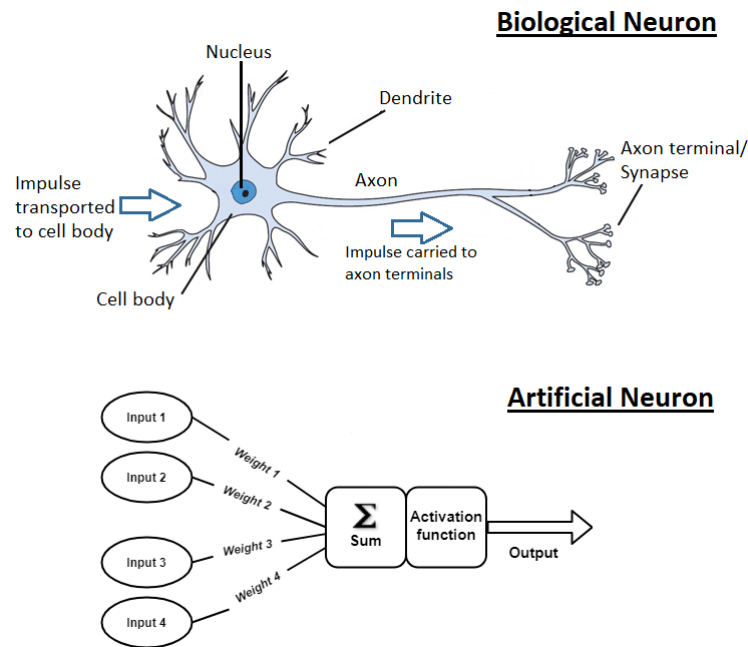 Biological Neuron
Nucleus
Dendrite
Axon terminal/
Synapse
Axon
Impulse
transported
to cell body
Impulse carried to
axon terminals
Cell body
Artificial Neuron
Input 1
Weight 1
Input 2
Weight 2
Σ
Sum
Activation
function
Output
Input 3
Weight 3
Weight 4
Input 4